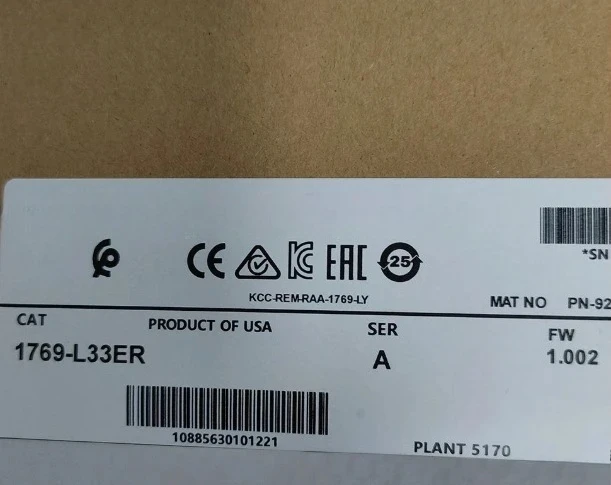 CE EAC 25
*SN
KCC-REM-RAA-1769-LY
MAT NO PN-92
CAT PRODUCT OF USA SER FW
1769-L33ER A 1.002
10885630101221
PLANT 5170